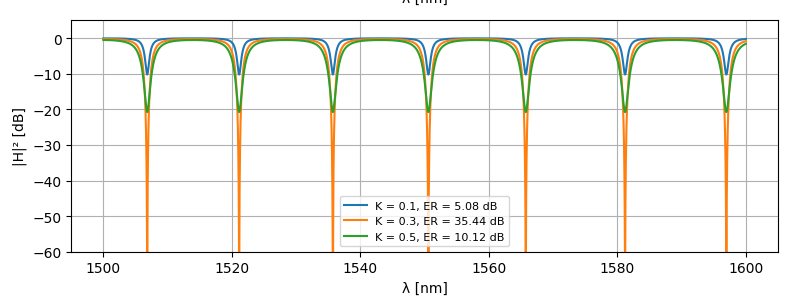 λ [nm]
|H|² [dB]
0
−10
−20
−30
−40
−50
−60
K = 0.1, ER = 5.08 dB
K = 0.3, ER = 35.44 dB
K = 0.5, ER = 10.12 dB
1500 1520 1540 1560 1580 1600
λ [nm]